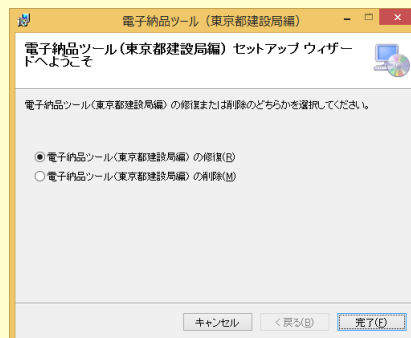 電子納品ツール（東京都建設局編）
電子納品ツール（東京都建設局編） セットアップ ウィザー
ドへようこそ
電子納品ツール（東京都建設局編） の修復または削除のどちらかを選択してください。
電子納品ツール（東京都建設局編） の修復(R)
電子納品ツール（東京都建設局編） の削除(M)
キャンセル
< 戻る(B)
完了(F)